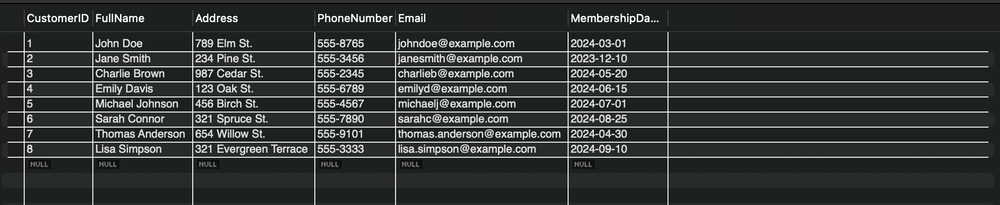 CustomerID FullName Address PhoneNumber Email MembershipDa...
1 John Doe 789 Elm St. 555-8765 johndoe@example.com 2024-03-01
2 Jane Smith 234 Pine St. 555-3456 janesmith@example.com 2023-12-10
3 Charlie Brown 987 Cedar St. 555-2345 charlieb@example.com 2024-05-20
4 Emily Davis 123 Oak St. 555-6789 emilyd@example.com 2024-06-15
5 Michael Johnson 456 Birch St. 555-4567 michaelj@example.com 2024-07-01
6 Sarah Connor 321 Spruce St. 555-7890 sarahc@example.com 2024-08-25
7 Thomas Anderson 654 Willow St. 555-9101 thomas.anderson@example.com 2024-04-30
8 Lisa Simpson 321 Evergreen Terrace 555-3333 lisa.simpson@example.com 2024-09-10
NULL NULL NULL NULL NULL NULL